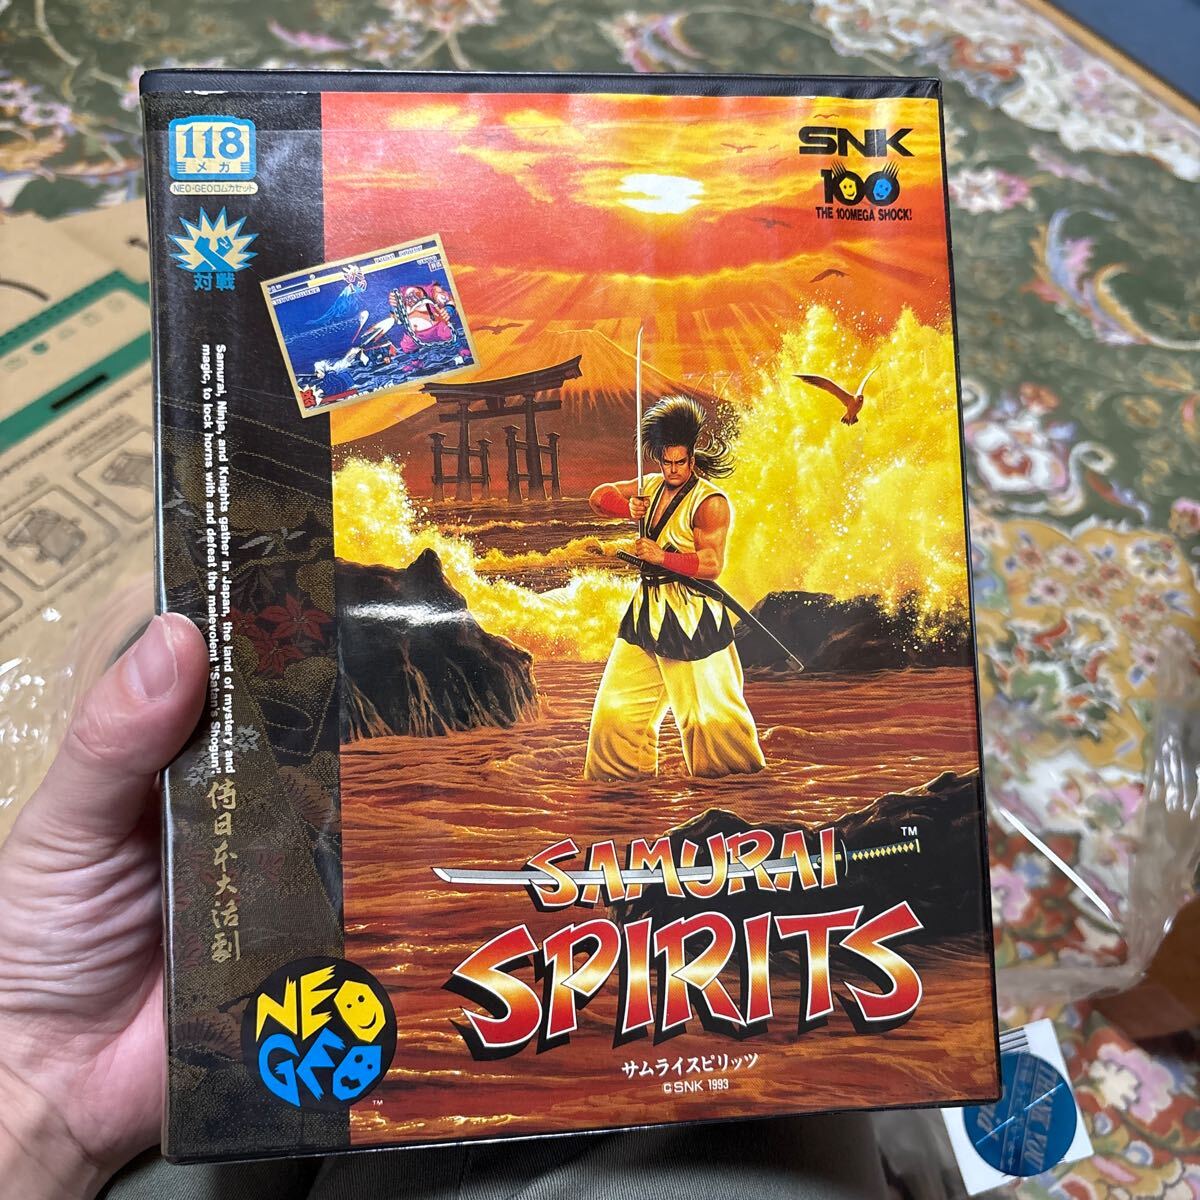 118
メガ
NEO・GEOロムカセット
対戦
SNK
100
THE 100MEGA SHOCK!
Samurai, Ninja, and Knights gather in Japan, the land of mystery and
magic, to lock horns with and defeat the malevolent "Satan's Shogun".
侍日本大活劇
SAMURAI
SPIRITS
TM
サムライスピリッツ
©SNK 1993
NEO
GEO
TM
THANK YOU